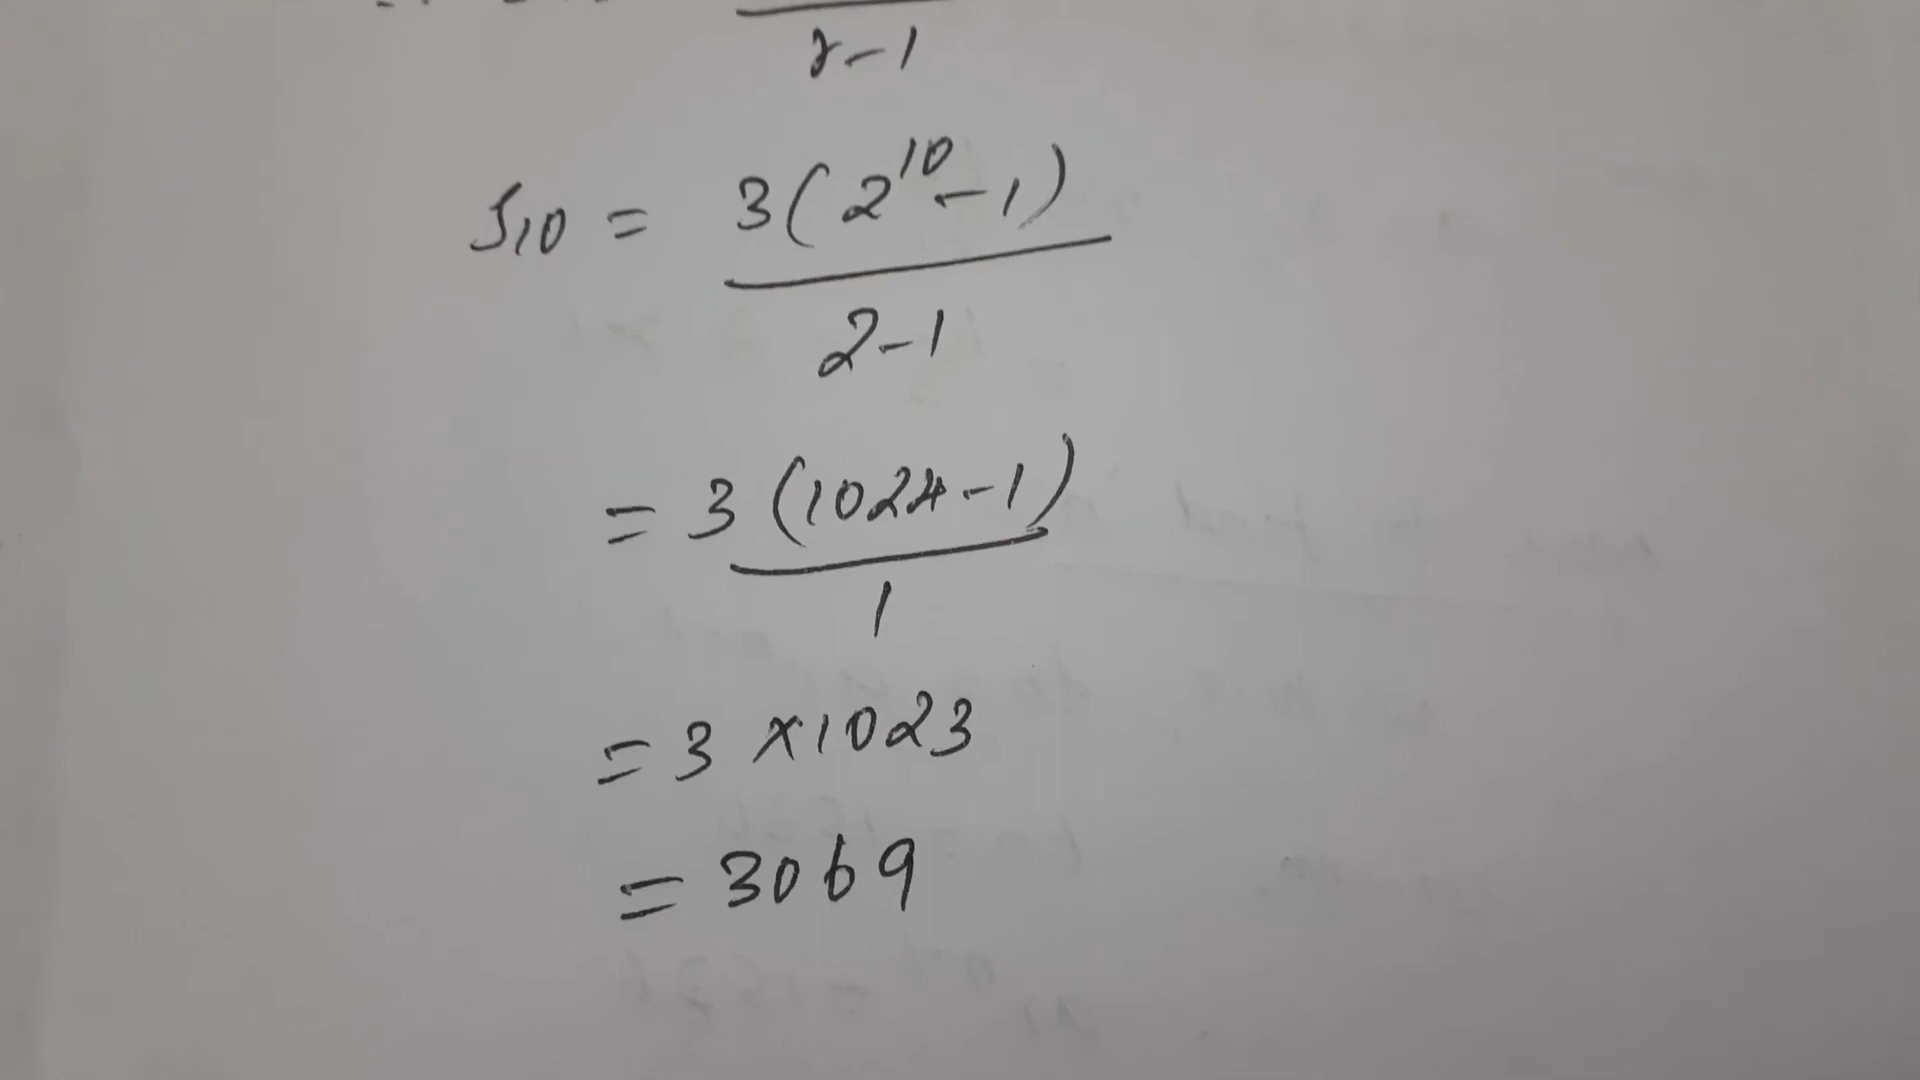 r-1
S10 = 3(2^10-1)
2-1
= 3(1024-1)
1
= 3 × 1023
= 3069